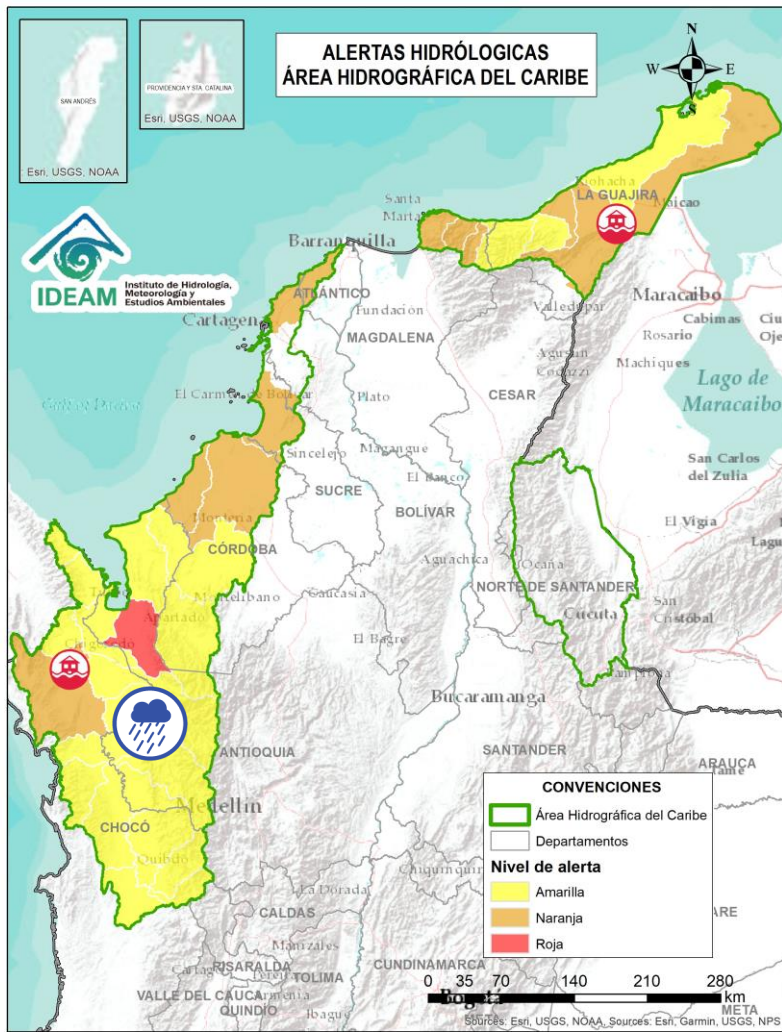 ALERTAS HIDRÓLOGICAS
ÁREA HIDROGRÁFICA DEL CARIBE
N
W
E
S
SAN ANDRÉS
Esri, USGS, NOAA
PROVIDENCIA Y STA. CATALINA
Esri, USGS, NOAA
IDEAM
Instituto de Hidrología,
Meteorología y
Estudios Ambientales
Riohacha
LA GUAJIRA
Maicao
Santa
Marta
Barranquilla
ATLÁNTICO
Cartagena
Fundación
MAGDALENA
Valledupar
Maracaibo
Cabimas
Rosario
Agustín
Codazzi
Machiques
Lago de
Maracaibo
CESAR
El Carmen de Bolívar
Plato
Sincelejo
Magangue
SUCRE
El Banco
BOLÍVAR
San Carlos
del Zulia
El Vigia
Montería
CÓRDOBA
Aguachica
Ocaña
NORTE DE SANTANDER
Cucuta
San
Cristóbal
Montelibano
Caucasia
Apartado
El Bagre
Chigorodó
Pamplona
Bucaramanga
ANTIOQUIA
SANTANDER
ARAUCA
Medellín
CHOCÓ
Quibdó
La Dorada
CALDAS
Manizales
RISARALDA
Pereira
TOLIMA
CUNDINAMARCA
VALLE DEL CAUCA
Armenia
QUINDÍO
Ibague
Bogotá
META
META
CONVENCIONES
Área Hidrográfica del Caribe
Departamentos
Nivel de alerta
Amarilla
Naranja
Roja
0 35 70 140 210 280
km
Sources: Esri, USGS, NOAA, Sources: Esri, Garmin, USGS, NPS